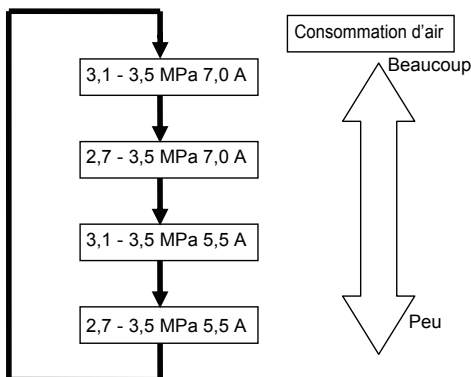 Consommation d'air
Beaucoup
3,1 - 3,5 MPa 7,0 A
2,7 - 3,5 MPa 7,0 A
3,1 - 3,5 MPa 5,5 A
2,7 - 3,5 MPa 5,5 A
Peu